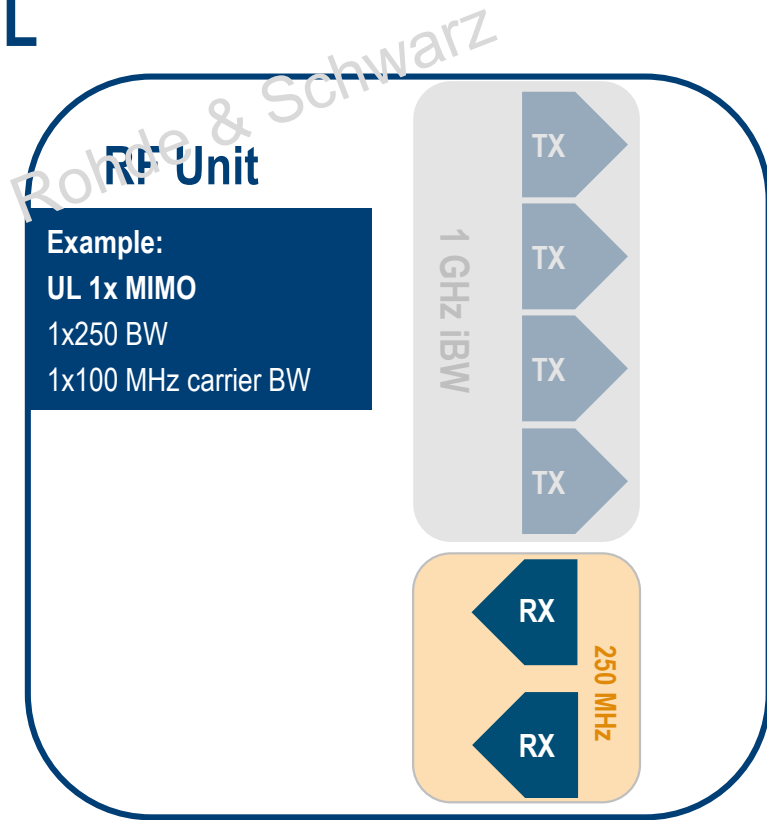 L
Rohde & Schwarz
RF Unit
Example:
UL 1x MIMO
1x250 BW
1x100 MHz carrier BW
1 GHz iBW
TX
TX
TX
TX
RX
RX
250 MHz